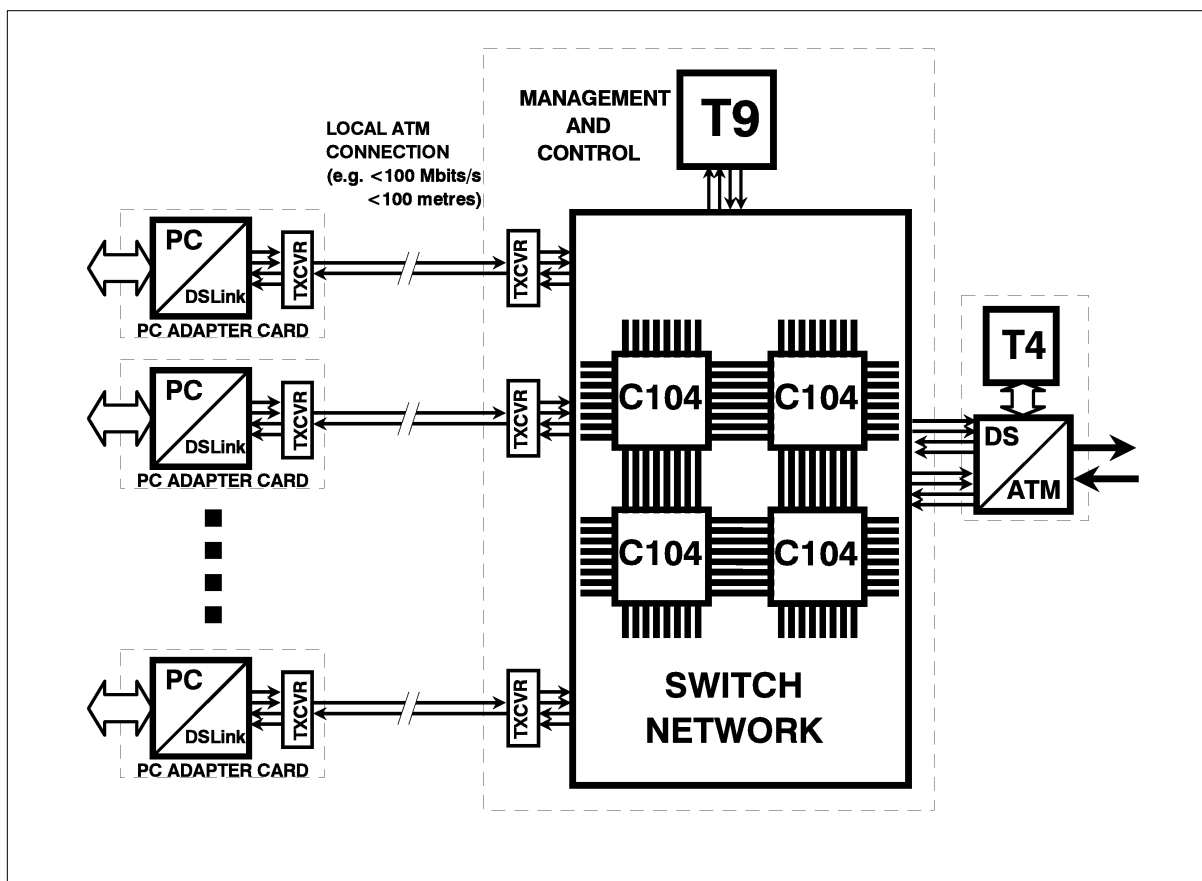 MANAGEMENT
AND
CONTROL
T9
LOCAL ATM
CONNECTION
(e.g. <100 Mbits/s
<100 metres)
PC
DSLink
TXCVR
PC ADAPTER CARD
TXCVR
PC
DSLink
TXCVR
PC ADAPTER CARD
TXCVR
PC
DSLink
TXCVR
PC ADAPTER CARD
TXCVR
C104
C104
C104
C104
SWITCH
NETWORK
T4
DS
ATM